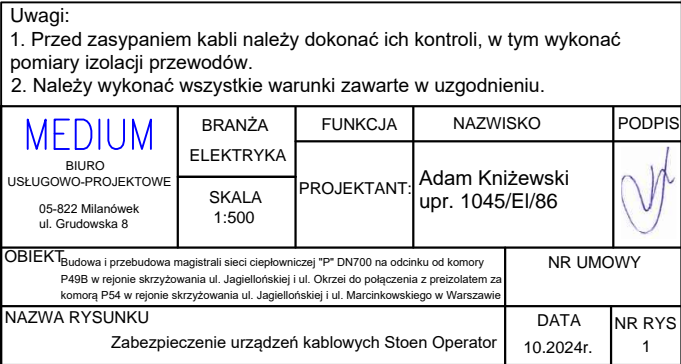 Uwagi:
1. Przed zasypaniem kabli należy dokonać ich kontroli, w tym wykonać
pomiary izolacji przewodów.
2. Należy wykonać wszystkie warunki zawarte w uzgodnieniu.
MEDIUM
BIURO
USŁUGOWO-PROJEKTOWE
05-822 Milanówek
ul. Grudowska 8
BRANŻA
ELEKTRYKA
SKALA
1:500
FUNKCJA
PROJEKTANT:
NAZWISKO
Adam Kniżewski
upr. 1045/El/86
PODPIS
OBIEKT
Budowa i przebudowa magistrali sieci ciepłowniczej "P" DN700 na odcinku od komory
P49B w rejonie skrzyżowania ul. Jagiellońskiej i ul. Okrzei do połączenia z preizolatem za
komorą P54 w rejonie skrzyżowania ul. Jagiellońskiej i ul. Marcinkowskiego w Warszawie
NR UMOWY
NAZWA RYSUNKU
Zabezpieczenie urządzeń kablowych Stoen Operator
DATA
10.2024r.
NR RYS
1